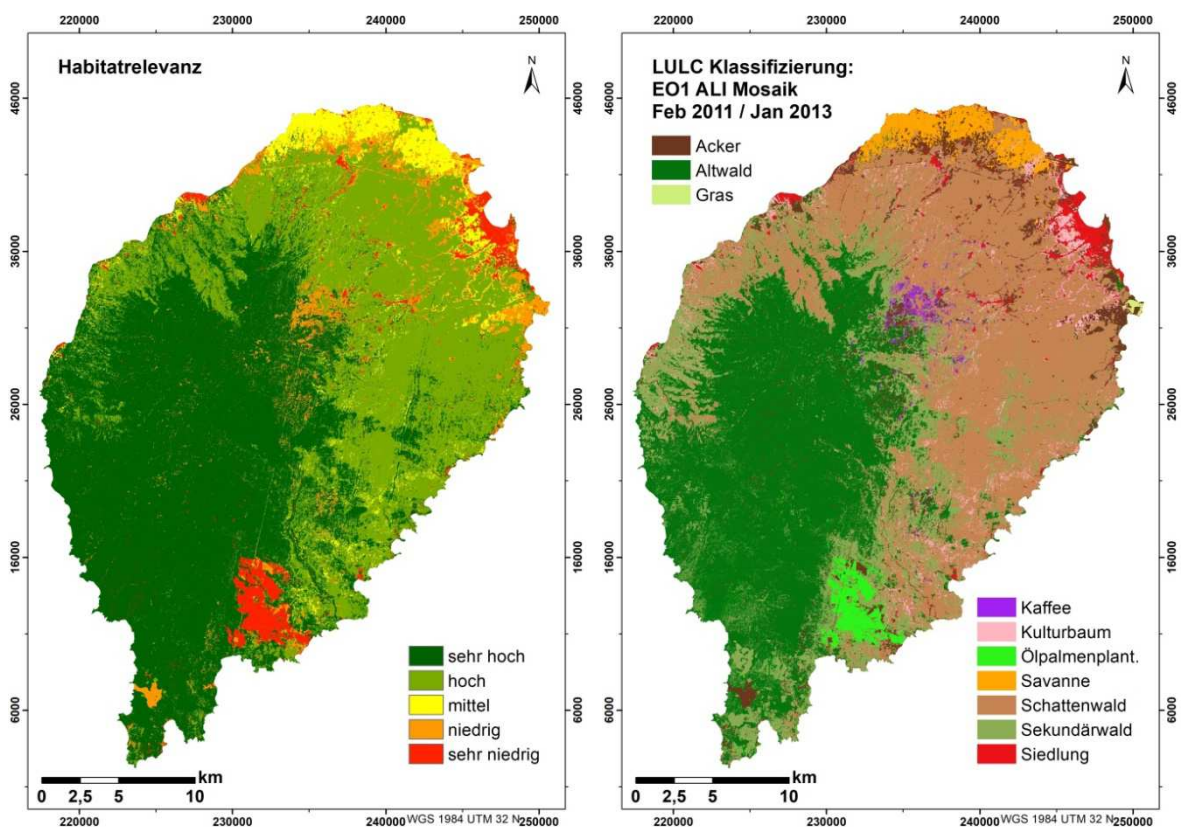 220000 230000 240000 250000
Habitatrelevanz
N
46000
36000
26000
16000
6000
46000
36000
26000
16000
6000
sehr hoch
hoch
mittel
niedrig
sehr niedrig
km
0 2,5 5 10
WGS 1984 UTM 32 N
220000 230000 240000 250000
220000 230000 240000 250000
LULC Klassifizierung:
EO1 ALI Mosaik
Feb 2011 / Jan 2013
N
Acker
Altwald
Gras
46000
36000
26000
16000
6000
46000
36000
26000
16000
6000
Kaffee
Kulturbaum
Ölpalmenplant.
Savanne
Schattenwald
Sekundärwald
Siedlung
km
0 2,5 5 10
WGS 1984 UTM 32 N
220000 230000 240000 250000